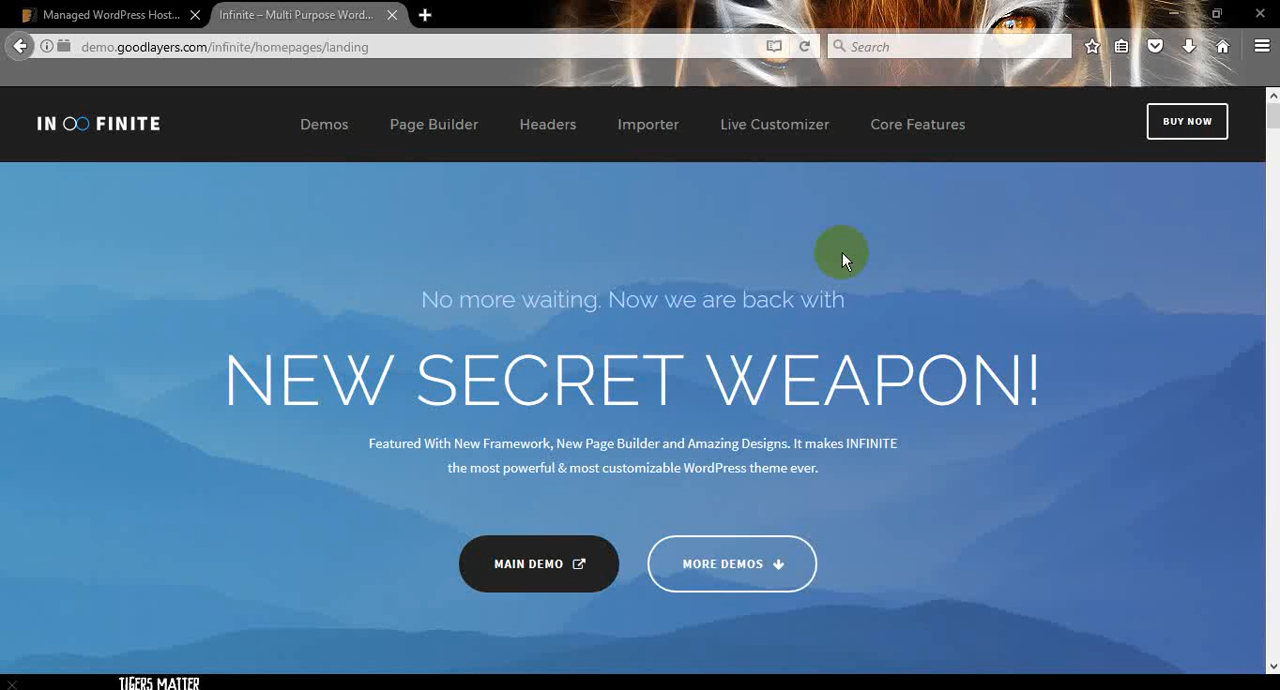 Managed WordPress Host...
Infinite – Multi Purpose Word...
demo.goodlayers.com/infinite/homepages/landing
Search
IN FINITE
Demos
Page Builder
Headers
Importer
Live Customizer
Core Features
BUY NOW
No more waiting. Now we are back with
NEW SECRET WEAPON!
Featured With New Framework, New Page Builder and Amazing Designs. It makes INFINITE
the most powerful & most customizable WordPress theme ever.
MAIN DEMO
MORE DEMOS
TIGERS MATTER